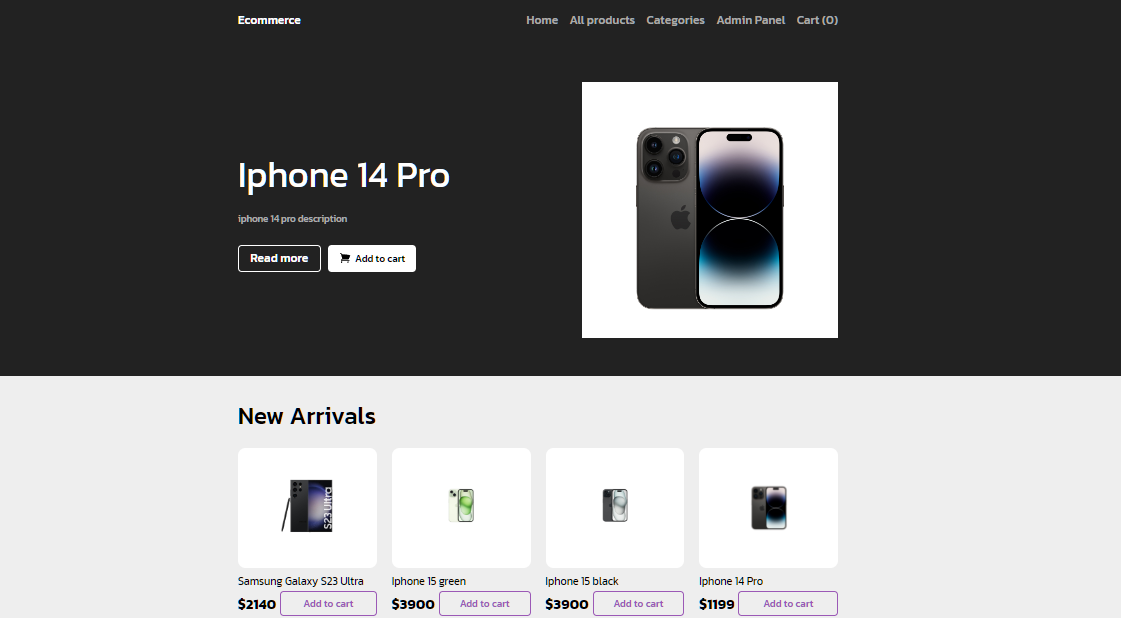 Ecommerce
Home All products Categories Admin Panel Cart (0)
Iphone 14 Pro
iphone 14 pro description
Read more Add to cart
New Arrivals
S23 Ultra
Samsung Galaxy S23 Ultra Iphone 15 green Iphone 15 black Iphone 14 Pro
$2140 Add to cart $3900 Add to cart $3900 Add to cart $1199 Add to cart